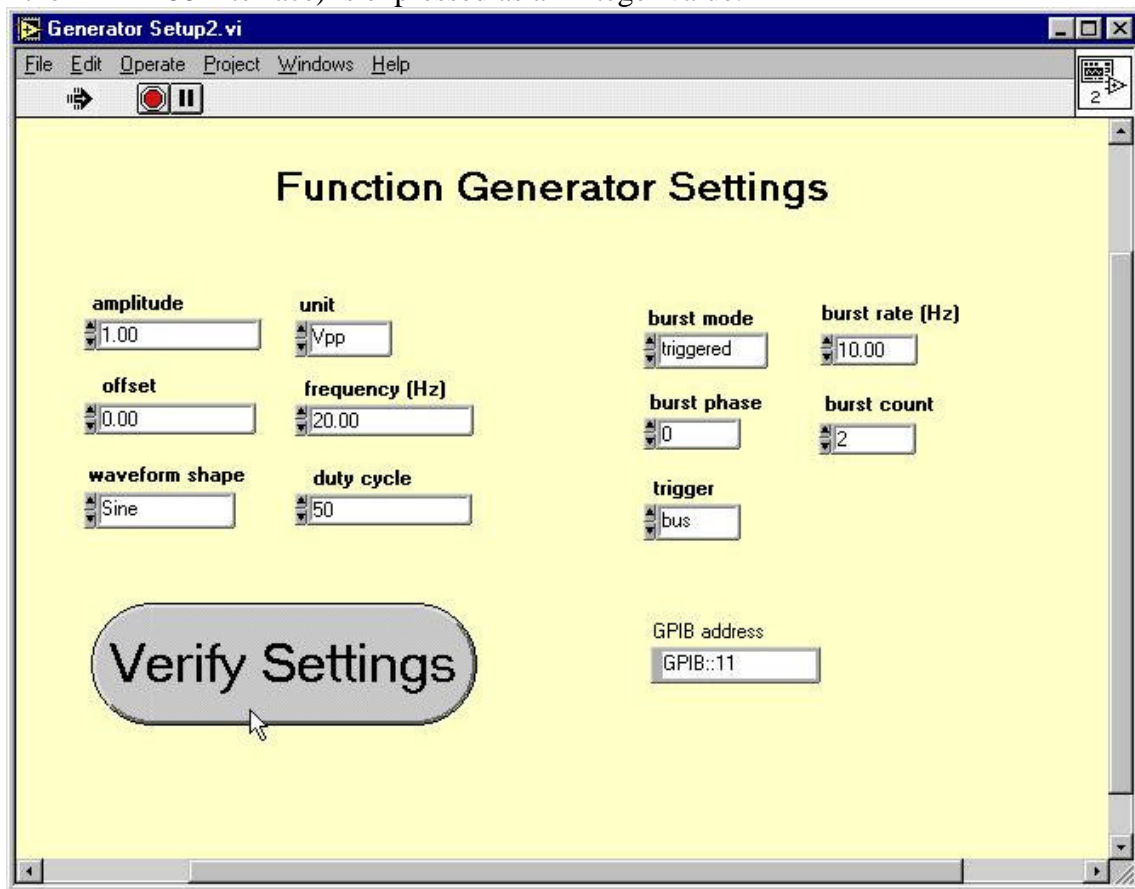 Generator Setup2.vi
File Edit Operate Project Windows Help
2
Function Generator Settings
amplitude
1.00
unit
Vpp
offset
0.00
frequency (Hz)
20.00
waveform shape
Sine
duty cycle
50
burst mode
triggered
burst rate (Hz)
10.00
burst phase
0
burst count
2
trigger
bus
Verify Settings
GPIB address
GPIB::11